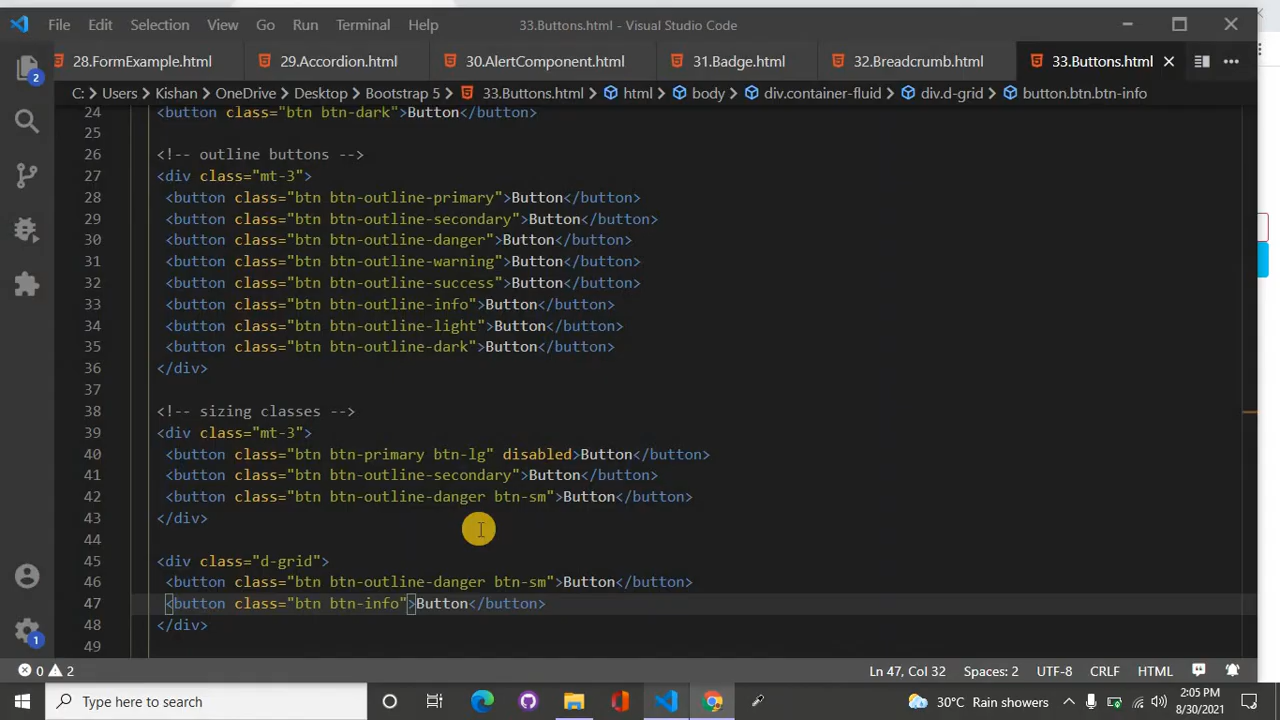 File Edit Selection View Go Run Terminal Help 33.Buttons.html - Visual Studio Code
28.FormExample.html 29.Accordion.html 30.AlertComponent.html 31.Badge.html 32.Breadcrumb.html 33.Buttons.html
C: > Users > Kishan > OneDrive > Desktop > Bootstrap 5 > 33.Buttons.html > html > body > div.container-fluid > div.d-grid > button.btn.btn-info
2
24 <button class="btn btn-dark">Button</button>
25
26 <!-- outline buttons -->
27 <div class="mt-3">
28 <button class="btn btn-outline-primary">Button</button>
29 <button class="btn btn-outline-secondary">Button</button>
30 <button class="btn btn-outline-danger">Button</button>
31 <button class="btn btn-outline-warning">Button</button>
32 <button class="btn btn-outline-success">Button</button>
33 <button class="btn btn-outline-info">Button</button>
34 <button class="btn btn-outline-light">Button</button>
35 <button class="btn btn-outline-dark">Button</button>
36 </div>
37
38 <!-- sizing classes -->
39 <div class="mt-3">
40 <button class="btn btn-primary btn-lg" disabled>Button</button>
41 <button class="btn btn-outline-secondary">Button</button>
42 <button class="btn btn-outline-danger btn-sm">Button</button>
43 </div>
44
45 <div class="d-grid">
46 <button class="btn btn-outline-danger btn-sm">Button</button>
47 <button class="btn btn-info">Button</button>
48 </div>
1
49
0 2 Ln 47, Col 32 Spaces: 2 UTF-8 CRLF HTML
Type here to search 30°C Rain showers 2:05 PM
8/30/2021